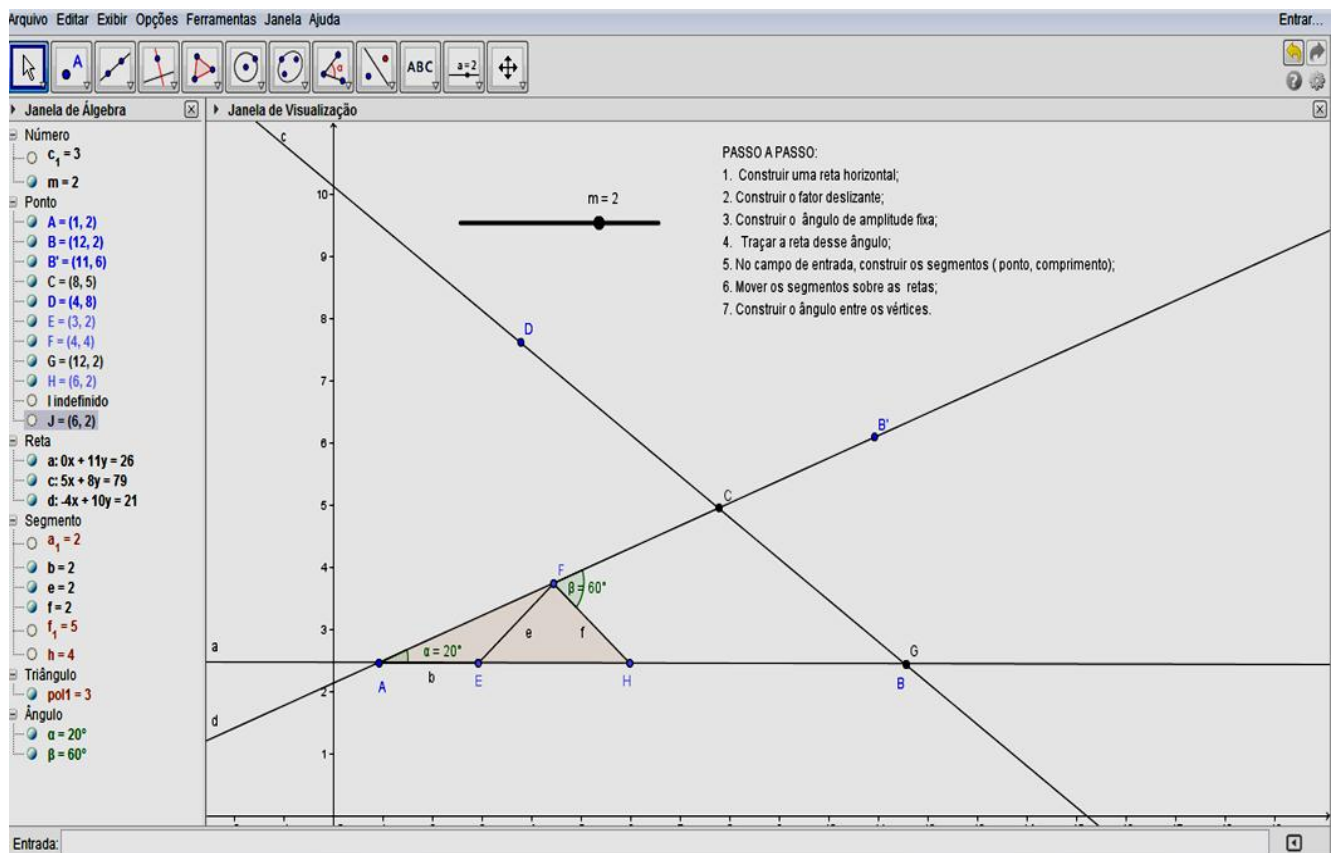 Arquivo Editar Exibir Opções Ferramentas Janela Ajuda
Entrar...
A
α
ABC
a=2
Janela de Álgebra
Janela de Visualização
Número
c₁ = 3
m = 2
Ponto
A = (1, 2)
B = (12, 2)
B' = (11, 6)
C = (8, 5)
D = (4, 8)
E = (3, 2)
F = (4, 4)
G = (12, 2)
H = (6, 2)
I indefinido
J = (6, 2)
Reta
a: 0x + 11y = 26
c: 5x + 8y = 79
d: -4x + 10y = 21
Segmento
a₁ = 2
b = 2
e = 2
f = 2
f₁ = 5
h = 4
Triângulo
pol1 = 3
Ângulo
α = 20°
β = 60°
m = 2
PASSO A PASSO:
1. Construir uma reta horizontal;
2. Construir o fator deslizante;
3. Construir o ângulo de amplitude fixa;
4. Traçar a reta desse ângulo;
5. No campo de entrada, construir os segmentos ( ponto, comprimento);
6. Mover os segmentos sobre as retas;
7. Construir o ângulo entre os vértices.
c
10
9
8
D
7
B'
6
5
C
4
F
β = 60°
3
e
f
a
α = 20°
G
b
A
E
H
B
2
d
1
Entrada: